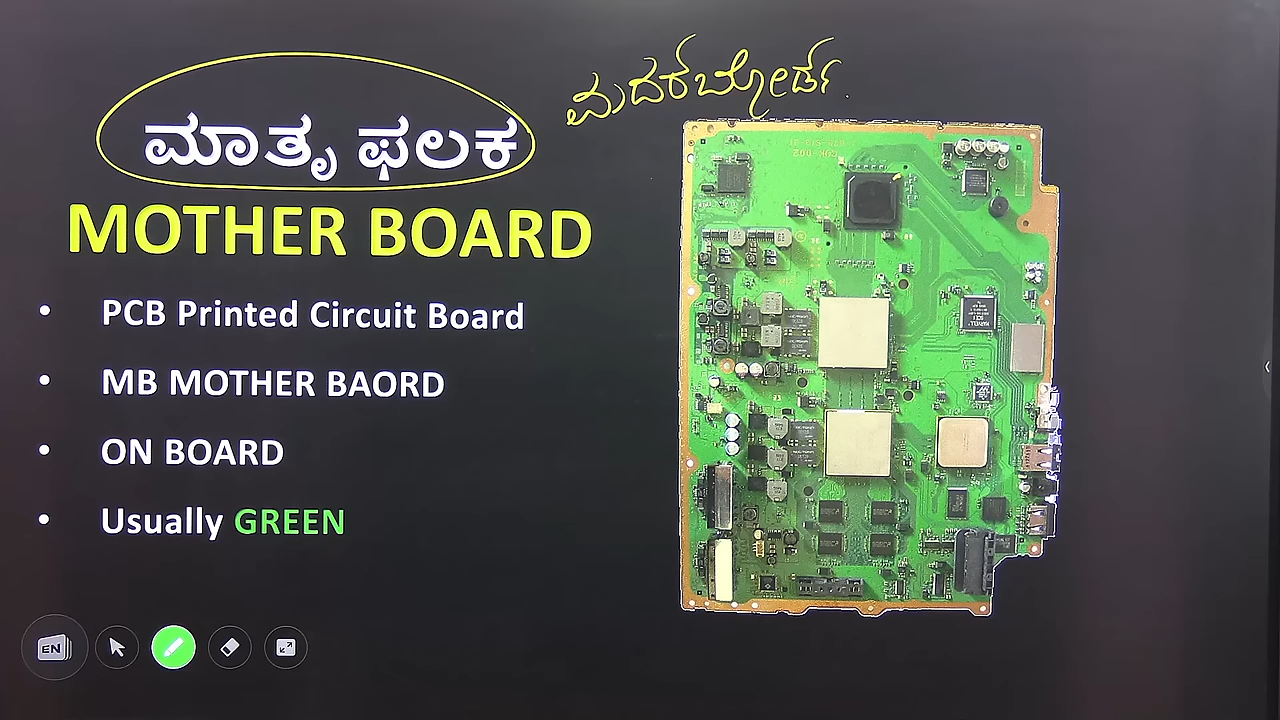 ಮದರ್ಬೋರ್ಡ್
ಮಾತೃ ಫಲಕ
MOTHER BOARD
• PCB Printed Circuit Board
• MB MOTHER BAORD
• ON BOARD
• Usually GREEN
EN